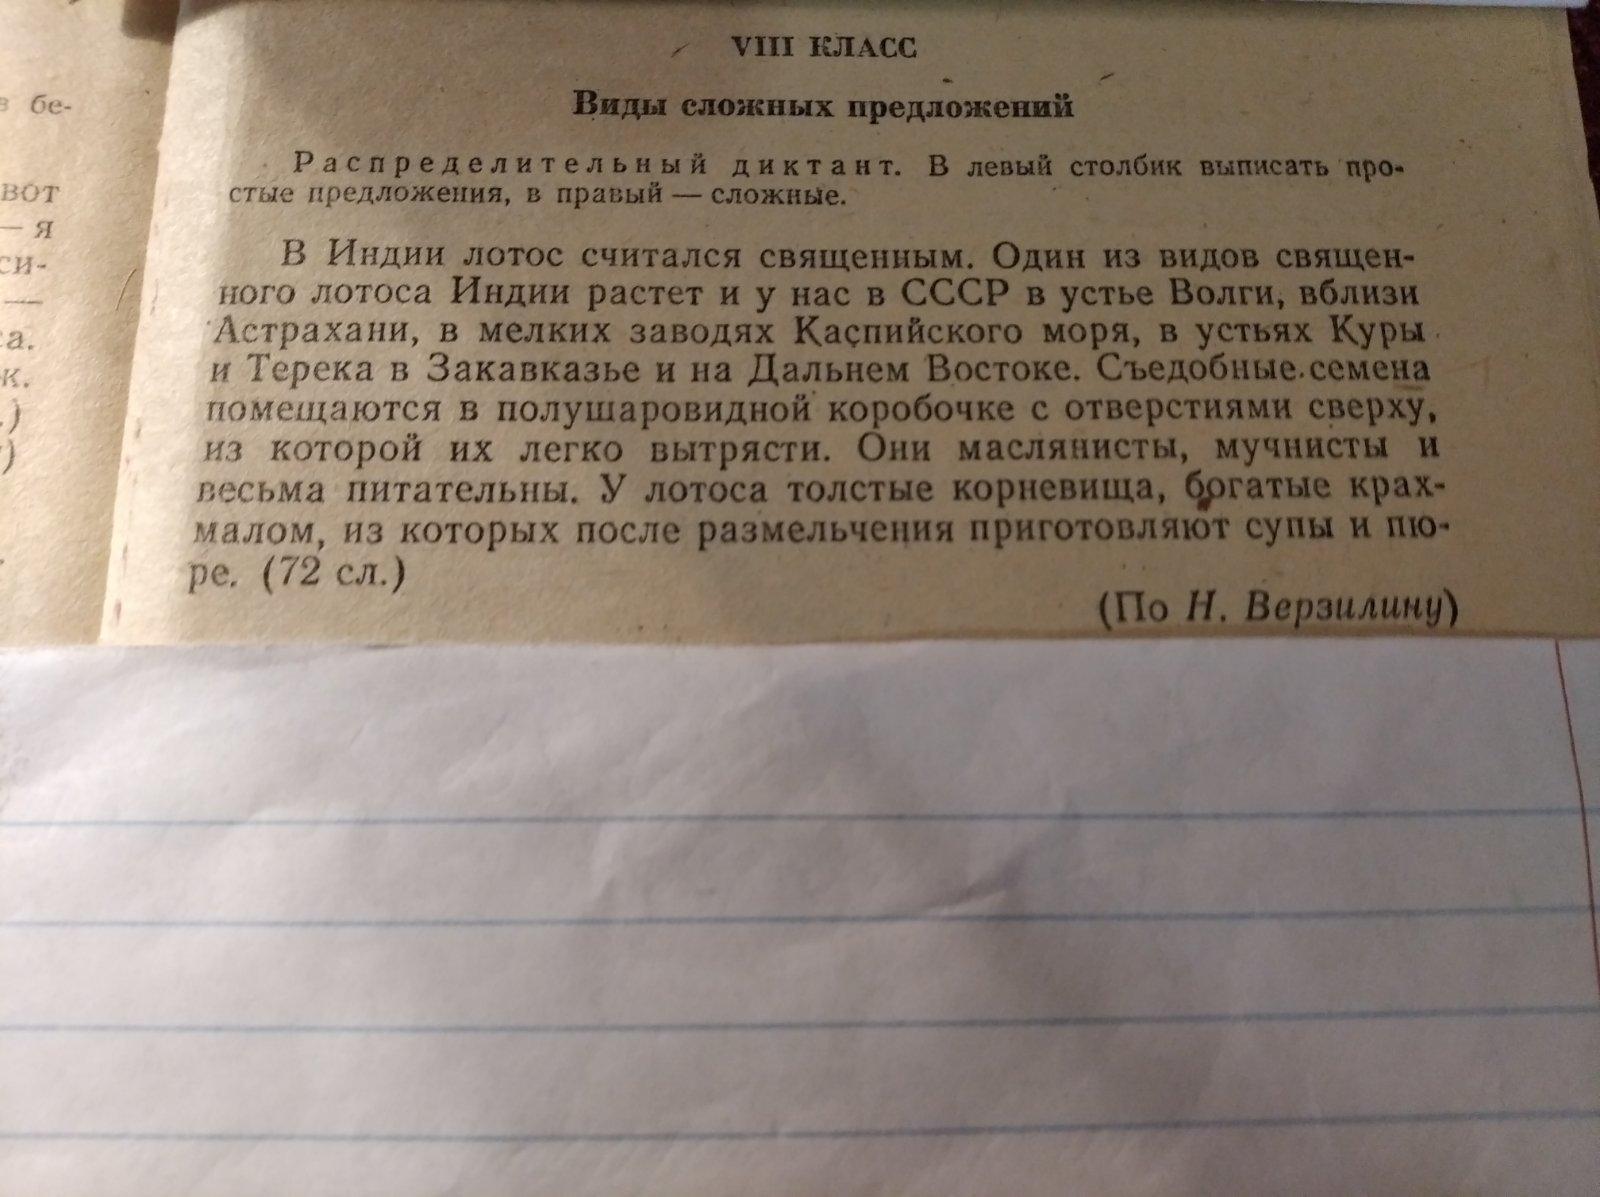 VIII КЛАСС
Виды сложных предложений
Распределительный диктант. В левый столбик выписать про-
стые предложения, в правый — сложные.
В Индии лотос считался священным. Один из видов священ-
ного лотоса Индии растет и у нас в СССР в устье Волги, вблизи
Астрахани, в мелких заводях Каспийского моря, в устьях Куры
и Терека в Закавказье и на Дальнем Востоке. Съедобные семена
помещаются в полушаровидной коробочке с отверстиями сверху,
из которой их легко вытрясти. Они маслянисты, мучнисты и
весьма питательны. У лотоса толстые корневища, богатые крах-
малом, из которых после размельчения приготовляют супы и пю-
ре. (72 сл.)
(По Н. Верзилину)
в бе-
вот
— я
си-
—
са.
ж.
.)
)